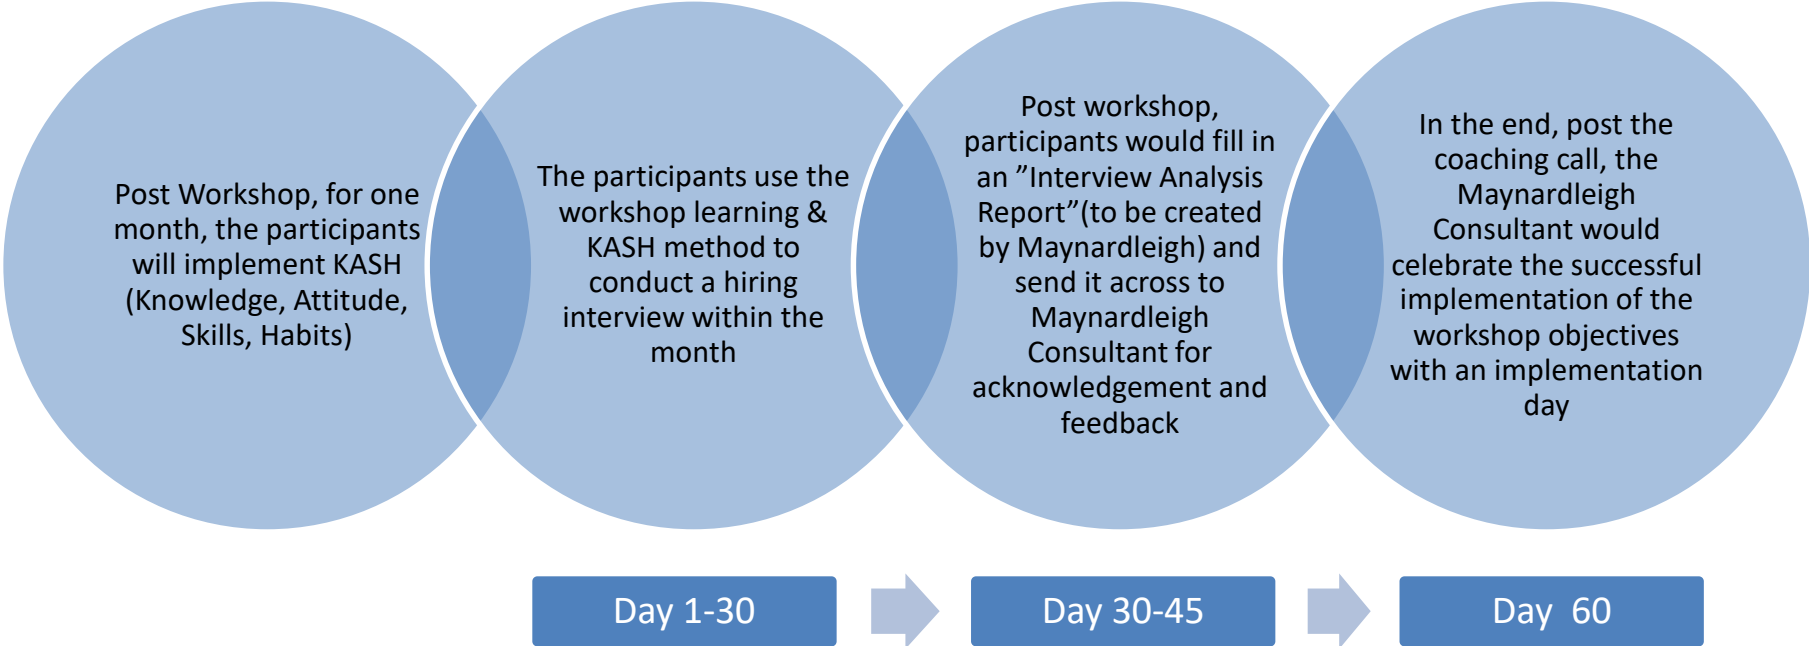 Post Workshop, for one
month, the participants
will implement KASH
(Knowledge, Attitude,
Skills, Habits)
The participants use the
workshop learning &
KASH method to
conduct a hiring
interview within the
month
Post workshop,
participants would fill in
an ”Interview Analysis
Report”(to be created
by Maynardleigh) and
send it across to
Maynardleigh
Consultant for
acknowledgement and
feedback
In the end, post the
coaching call, the
Maynardleigh
Consultant would
celebrate the successful
implementation of the
workshop objectives
with an implementation
day
Day 1-30
Day 30-45
Day 60